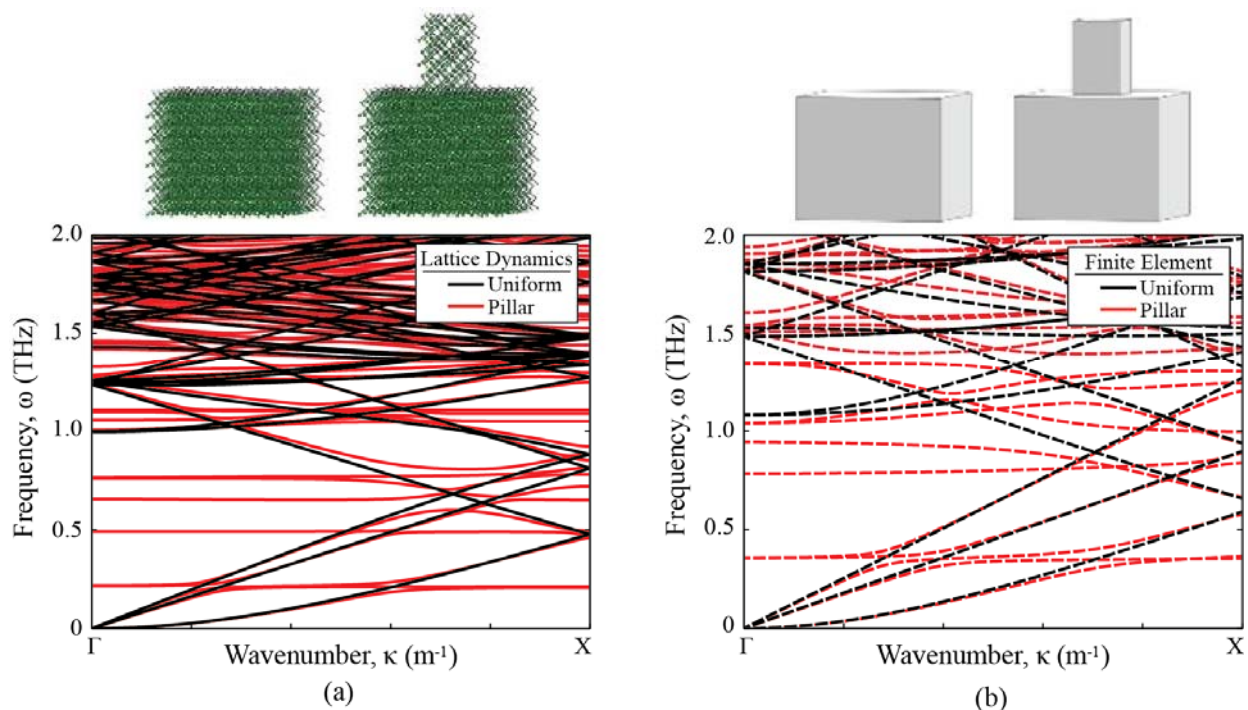 2.0
1.5
1.0
0.5
0
Frequency, ω (THz)
Lattice Dynamics
Uniform
Pillar
Γ
X
Wavenumber, κ (m⁻¹)
(a)
2.0
1.5
1.0
0.5
0
Frequency, ω (THz)
Finite Element
Uniform
Pillar
Γ
X
Wavenumber, κ (m⁻¹)
(b)